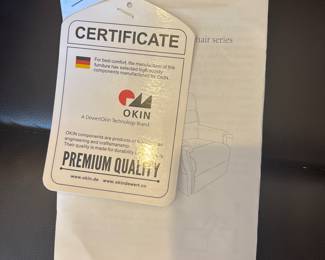 CERTIFICATE
For best comfort, the manufacturer of this
furniture has selected high quality
components manufactured by OKIN.
OKIN
A DewertOkin Technology Brand
OKIN components are products of
engineering and craftsmanship.
Their quality is made for durability
PREMIUM QUALITY
www.okin.de www.okindewert.co
hair series